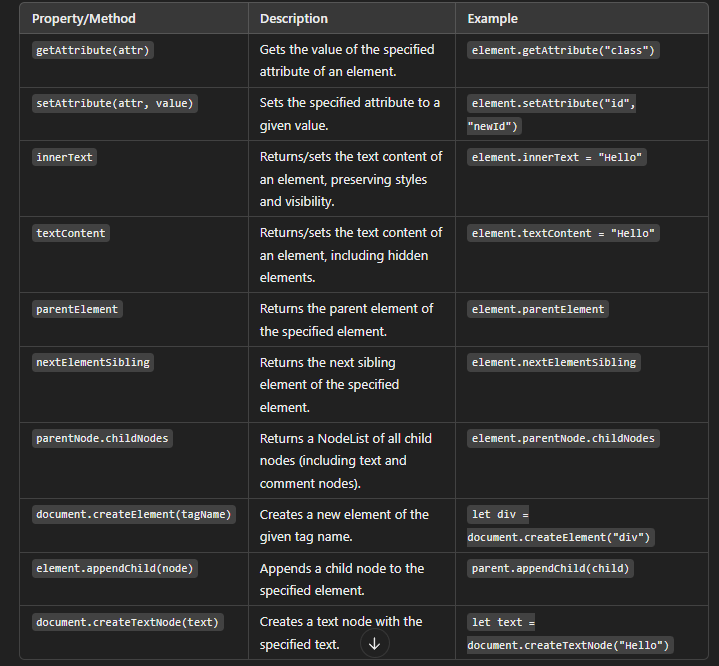 Property/Method Description Example
getAttribute(attr) Gets the value of the specified element.getAttribute("class")
attribute of an element.
setAttribute(attr, value) Sets the specified attribute to a element.setAttribute("id",
given value. "newId")
innerText Returns/sets the text content of element.innerText = "Hello"
an element, preserving styles
and visibility.
textContent Returns/sets the text content of element.textContent = "Hello"
an element, including hidden
elements.
parentElement Returns the parent element of element.parentElement
the specified element.
nextElementSibling Returns the next sibling element.nextElementSibling
element of the specified
element.
parentNode.childNodes Returns a NodeList of all child element.parentNode.childNodes
nodes (including text and
comment nodes).
document.createElement(tagName) Creates a new element of the let div =
given tag name. document.createElement("div")
element.appendChild(node) Appends a child node to the parent.appendChild(child)
specified element.
document.createTextNode(text) Creates a text node with the let text =
specified text. document.createTextNode("Hello")